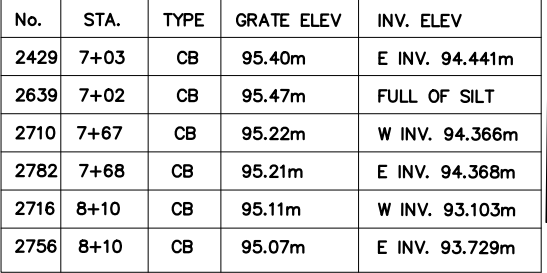 No. STA. TYPE GRATE ELEV INV. ELEV
2429 7+03 CB 95.40m E INV. 94.441m
2639 7+02 CB 95.47m FULL OF SILT
2710 7+67 CB 95.22m W INV. 94.366m
2782 7+68 CB 95.21m E INV. 94.368m
2716 8+10 CB 95.11m W INV. 93.103m
2756 8+10 CB 95.07m E INV. 93.729m